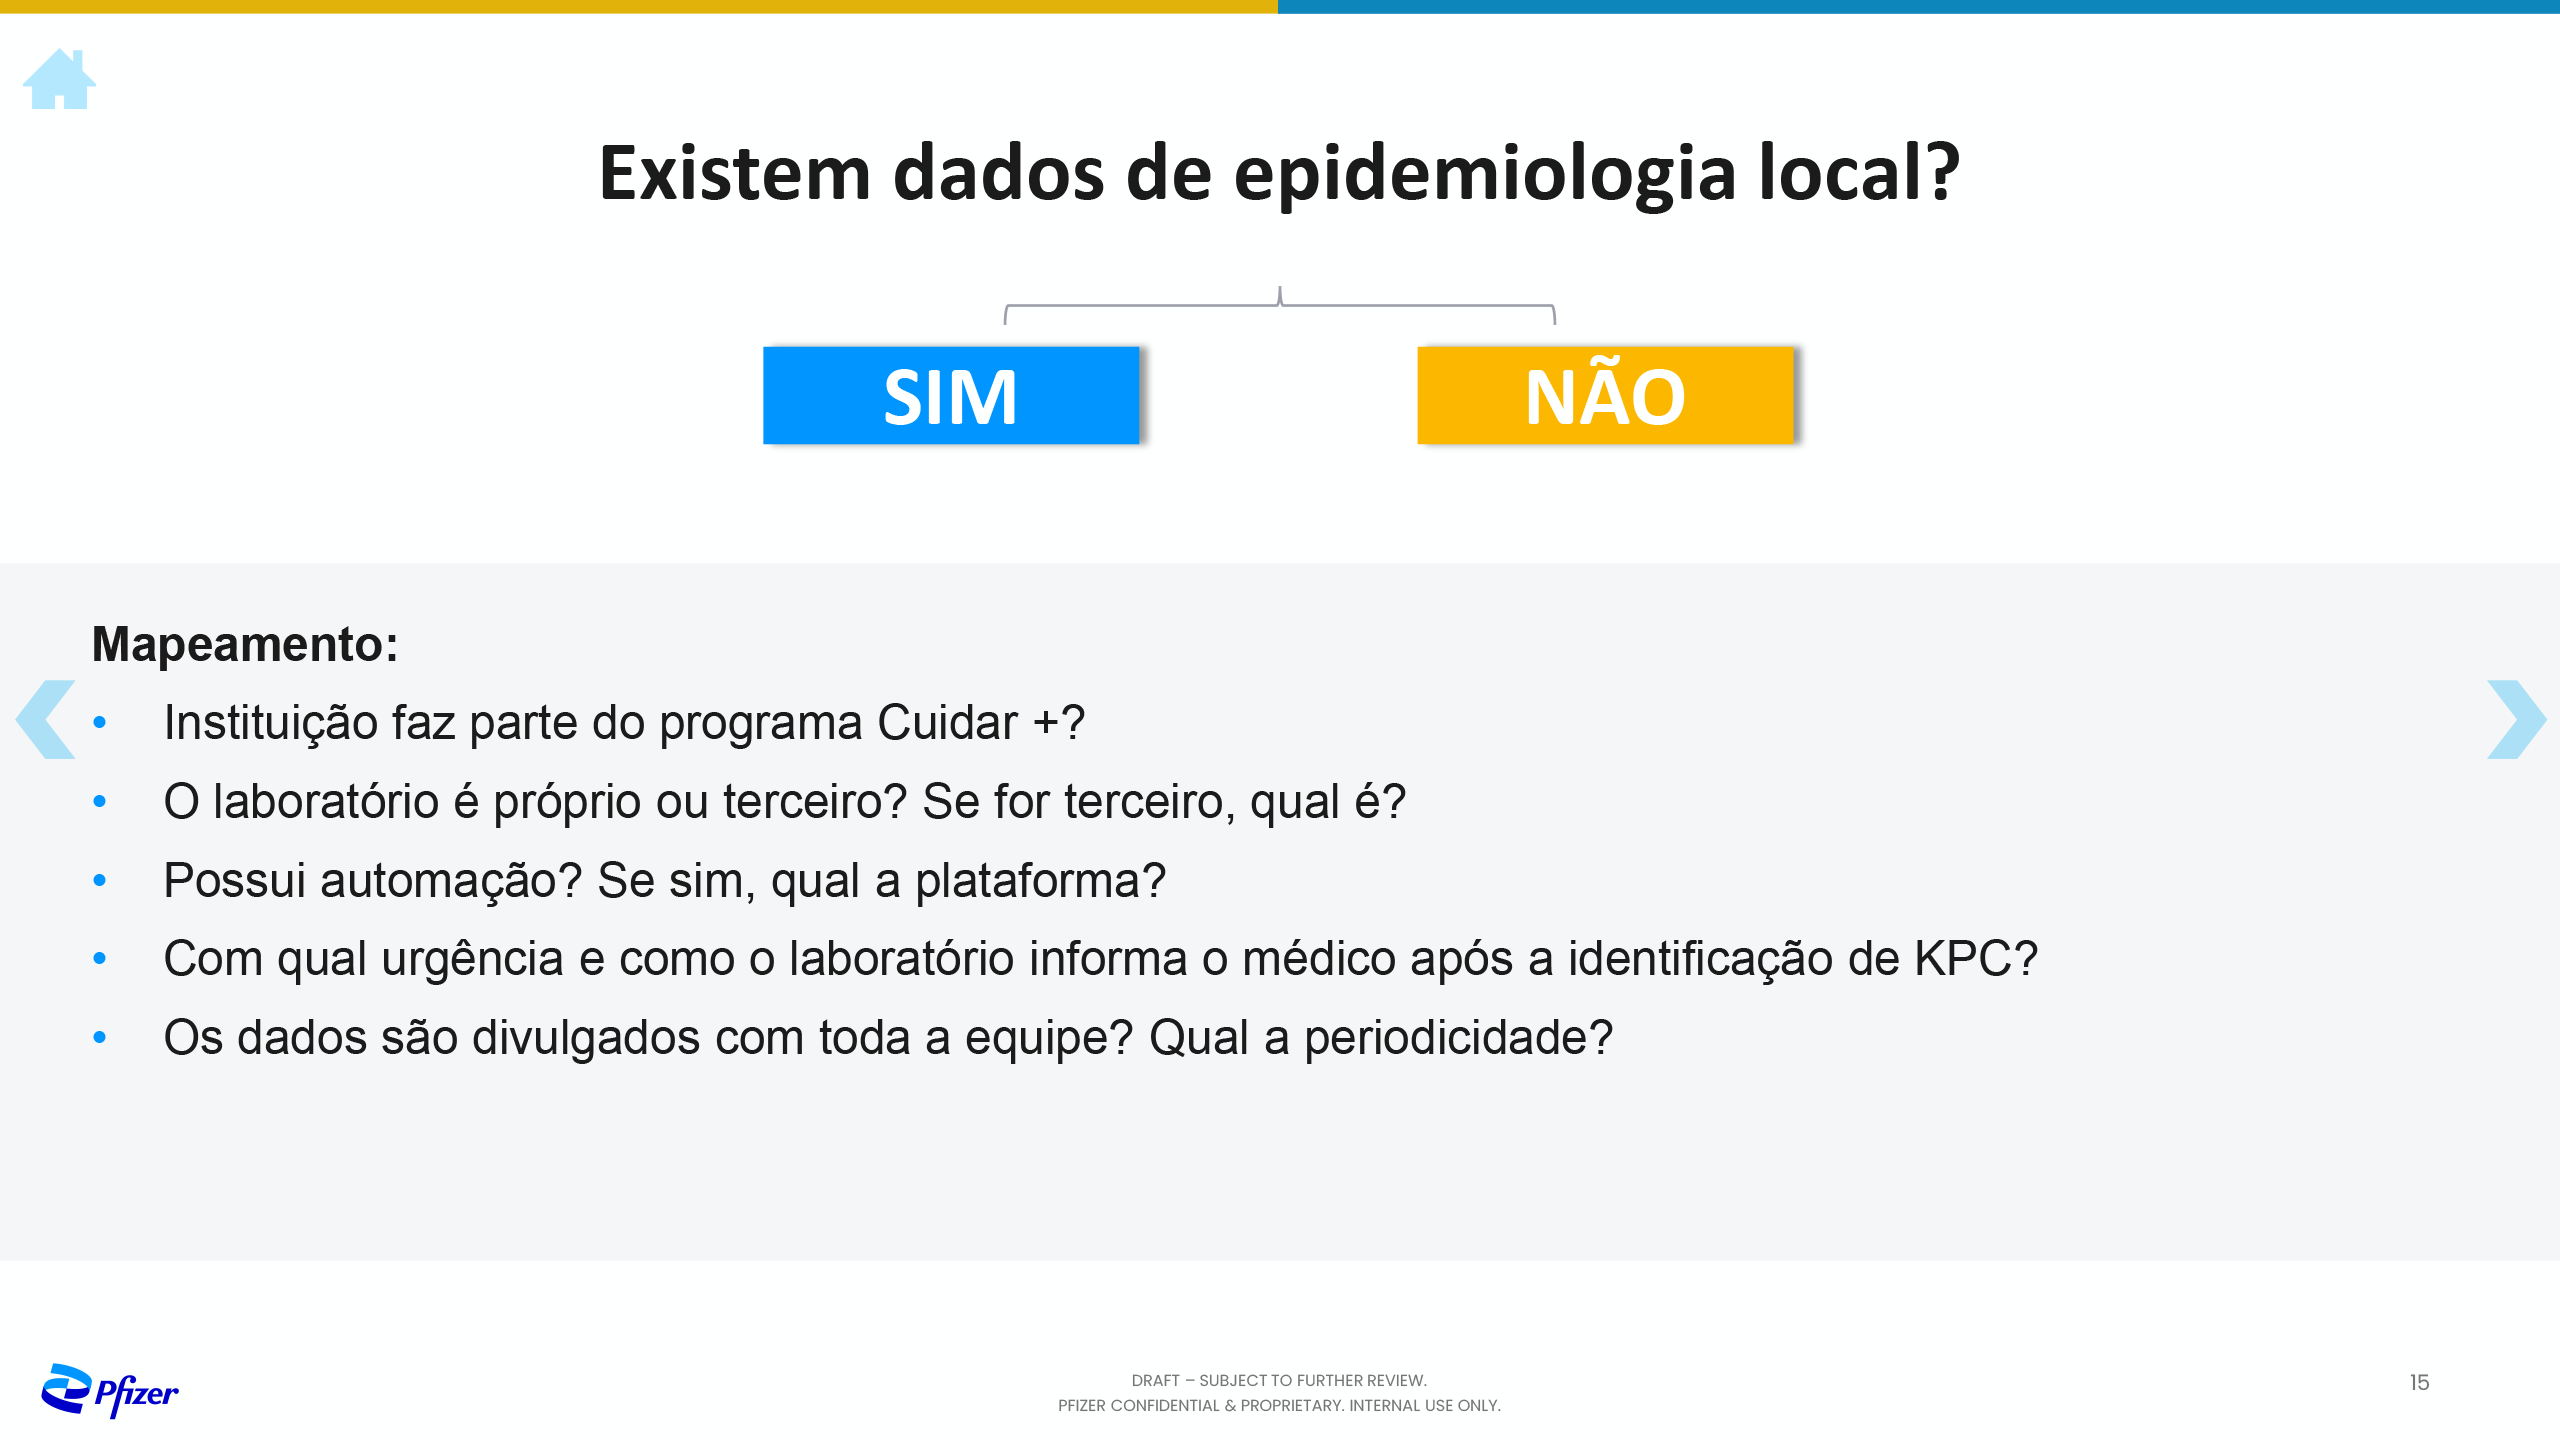 Existem dados de epidemiologia local?
SIM
NÃO
Mapeamento:
• Instituição faz parte do programa Cuidar +?
• O laboratório é próprio ou terceiro? Se for terceiro, qual é?
• Possui automação? Se sim, qual a plataforma?
• Com qual urgência e como o laboratório informa o médico após a identificação de KPC?
• Os dados são divulgados com toda a equipe? Qual a periodicidade?
Pfizer
DRAFT – SUBJECT TO FURTHER REVIEW.
PFIZER CONFIDENTIAL & PROPRIETARY. INTERNAL USE ONLY.
15